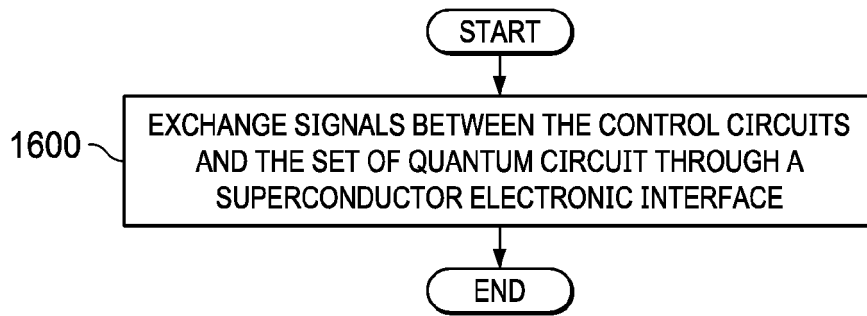 START
1600
EXCHANGE SIGNALS BETWEEN THE CONTROL CIRCUITS
AND THE SET OF QUANTUM CIRCUIT THROUGH A
SUPERCONDUCTOR ELECTRONIC INTERFACE
END